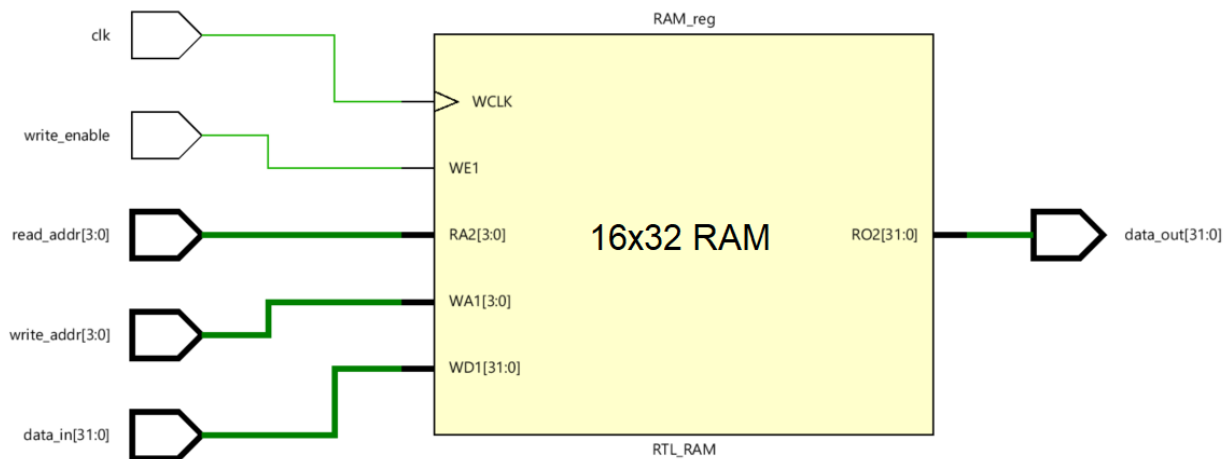 RAM_reg
clk
WCLK
write_enable
WE1
read_addr[3:0]
RA2[3:0]
16x32 RAM
RO2[31:0]
data_out[31:0]
WA1[3:0]
write_addr[3:0]
WD1[31:0]
data_in[31:0]
RTL_RAM